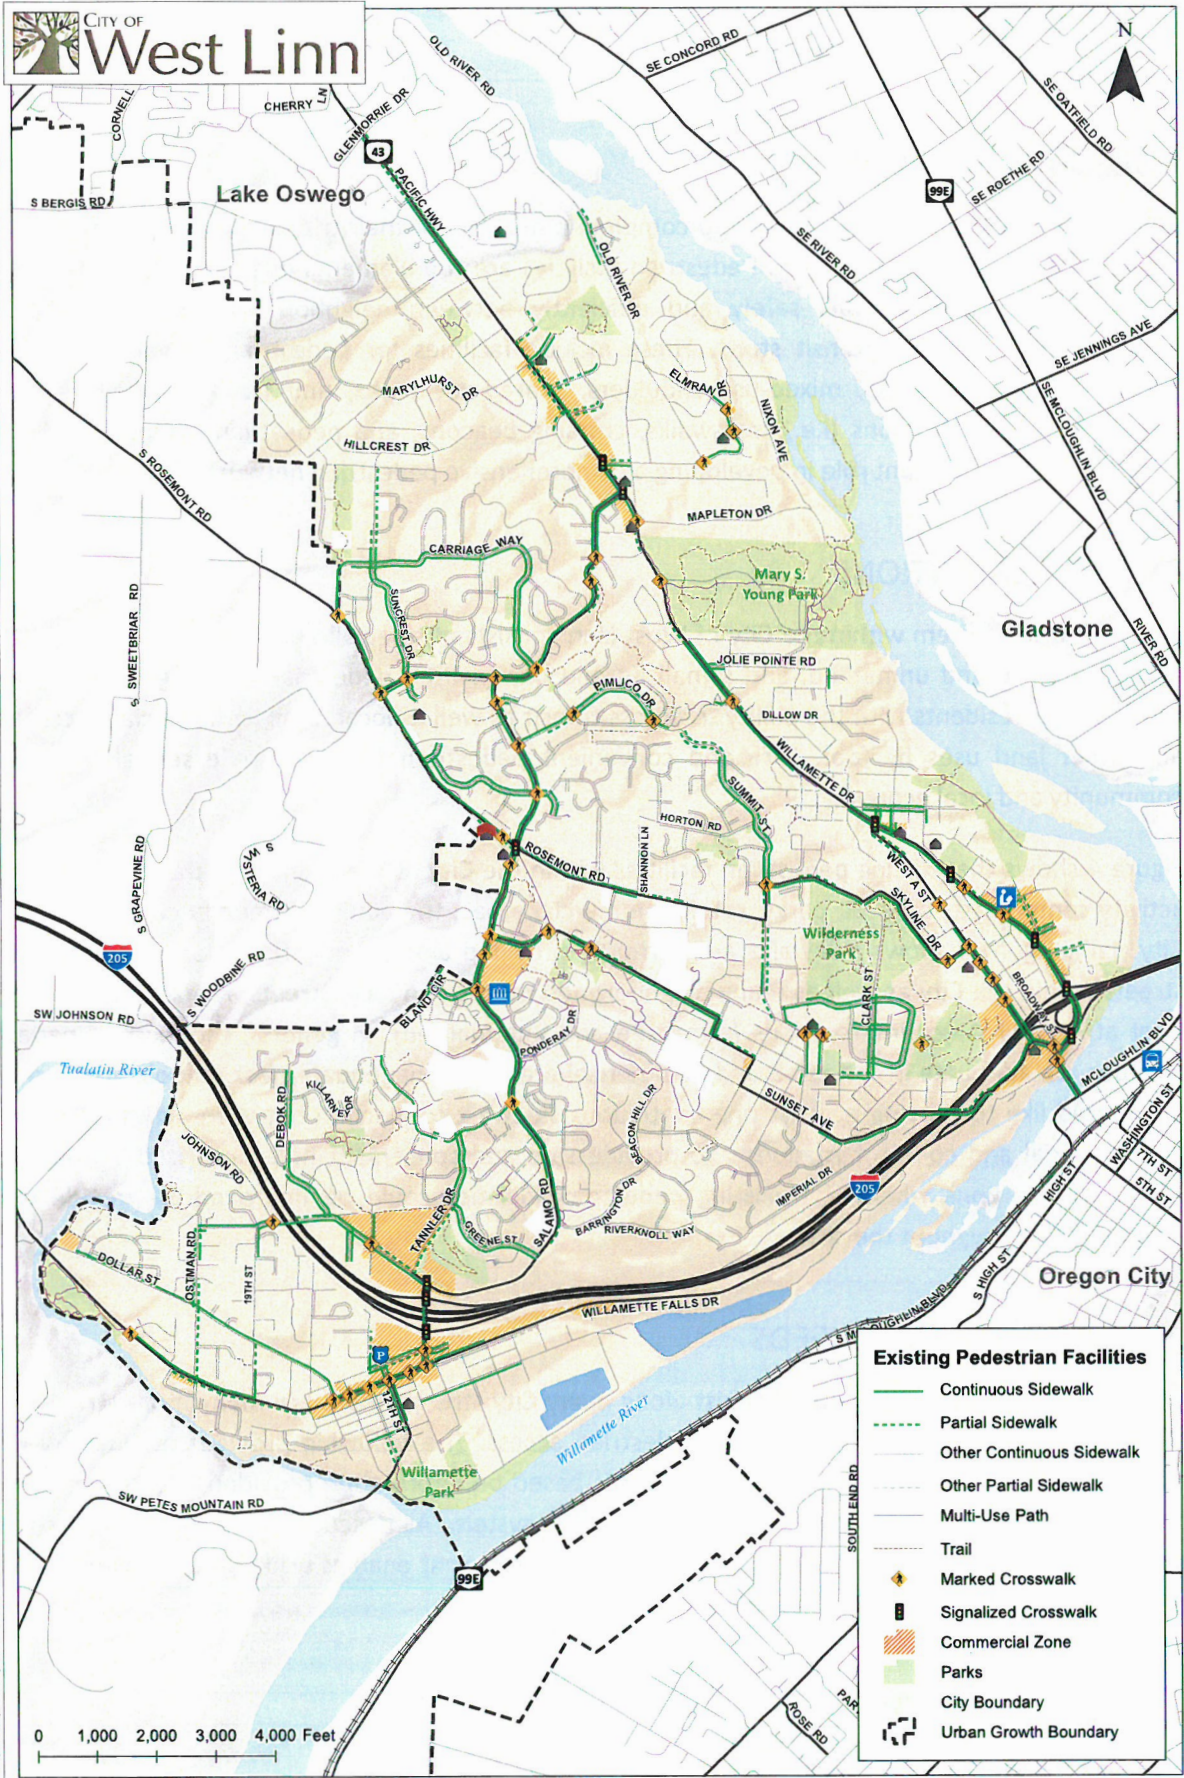 CITY OF
West Linn
N
OLD RIVER RD
SE CONCORD RD
SE OATFIELD RD
CORNELL
CHERRY LN
GLENMORRIE DR
43
PACIFIC HWY
Lake Oswego
S BERGIS RD
99E
SE ROETHE RD
SE RIVER RD
OLD RIVER DR
SE JENNINGS AVE
SE MCLOUGHLIN BLVD
MARYLHURST DR
ELMRAN DR
NIXON AVE
HILLCREST DR
S ROSEMONT RD
MAPLETON DR
CARRIAGE WAY
Mary S.
Young Park
SUNCREST DR
S SWEETBRIAR RD
Gladstone
RIVER RD
JOLIE POINTE RD
PIMLICO DR
DILLOW DR
WILLAMETTE DR
SUMMIT ST
HORTON RD
SHANNON LN
ROSEMONT RD
S GRAPEVINE RD
S WYSTERIA RD
WEST A ST
SKYLINE DR
Wilderness
Park
205
S WOODBINE RD
BLAND CIR
CLARK ST
BROADWAY ST
SW JOHNSON RD
PONDERAY DR
MCLOUGHLIN BLVD
Tualatin River
KILLARNEY DR
DEBOK RD
BEACON HILL DR
SUNSET AVE
WASHINGTON ST
7TH ST
5TH ST
JOHNSON RD
HIGH ST
205
IMPERIAL DR
TANNLER DR
GREENE ST
SALAMO RD
BARRINGTON DR
RIVERKNOLL WAY
DOLLAR ST
OSTMAN RD
19TH ST
S HIGH ST
Oregon City
WILLAMETTE FALLS DR
S MCLOUGHLIN BLVD
P
12TH ST
Willamette River
Willamette
Park
SW PETES MOUNTAIN RD
SOUTH END RD
99E
ROSE RD
PAR
Existing Pedestrian Facilities
Continuous Sidewalk
Partial Sidewalk
Other Continuous Sidewalk
Other Partial Sidewalk
Multi-Use Path
Trail
Marked Crosswalk
Signalized Crosswalk
Commercial Zone
Parks
City Boundary
Urban Growth Boundary
0 1,000 2,000 3,000 4,000 Feet